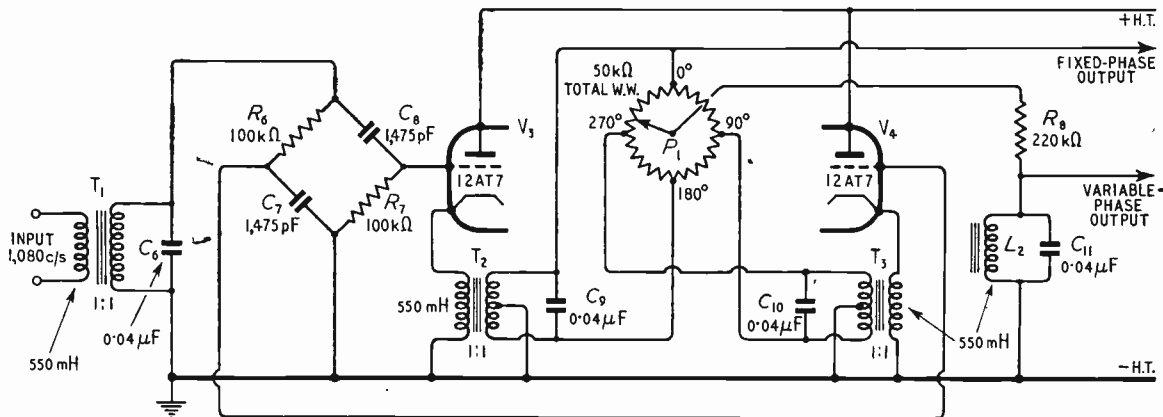 +H.T.
FIXED-PHASE
OUTPUT
50kΩ
TOTAL W.W.
0°
270°
90°
180°
P1
R6
100kΩ
C8
1,475pF
V3
V4
R8
220kΩ
12AT7
12AT7
C7
1,475pF
R7
100kΩ
VARIABLE-
PHASE
OUTPUT
T1
INPUT
1,080c/s
C6
1:1
0·04μF
550 mH
T2
550 mH
1:1
C9
0·04μF
C10
0·04μF
T3
1:1
550 mH
L2
C11
0·04μF
-H.T.